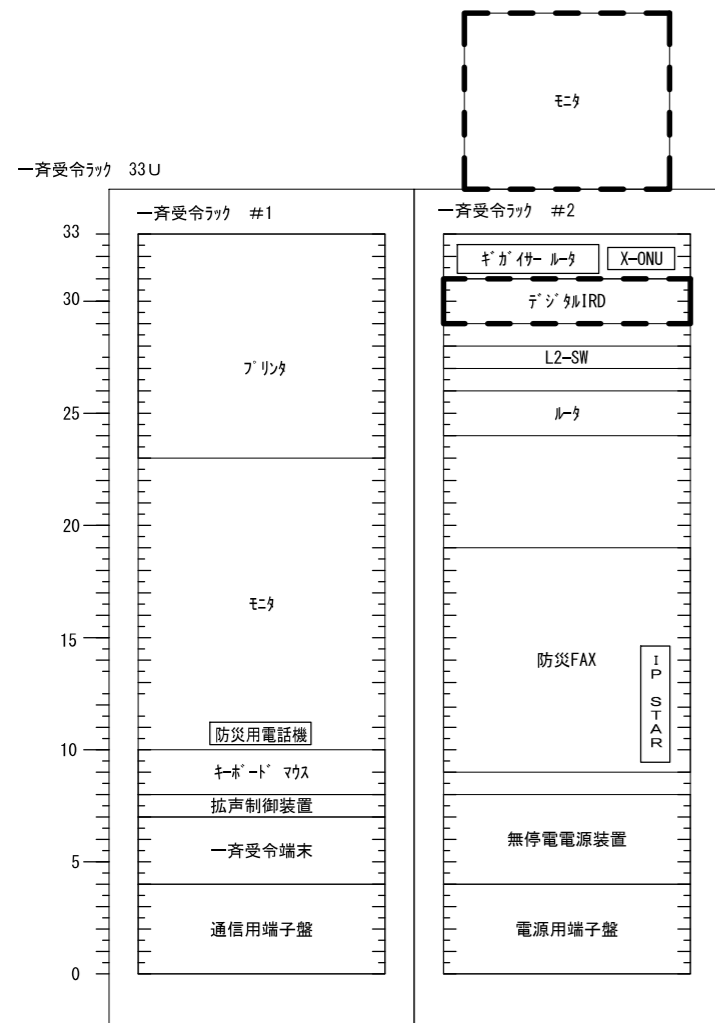 ﾓﾆﾀ
一斉受令ﾗｯｸ 33U
一斉受令ﾗｯｸ #1
一斉受令ﾗｯｸ #2
33
30
25
20
15
10
5
0
ﾌﾟﾘﾝﾀ
ﾓﾆﾀ
防災用電話機
ｷｰﾎﾞｰﾄﾞ ﾏｳｽ
拡声制御装置
一斉受令端末
通信用端子盤
ｷﾞｶﾞｲｻｰ ﾙｰﾀ
X-ONU
ﾃﾞｼﾞﾀﾙIRD
L2-SW
ﾙｰﾀ
防災FAX
IP STAR
無停電電源装置
電源用端子盤